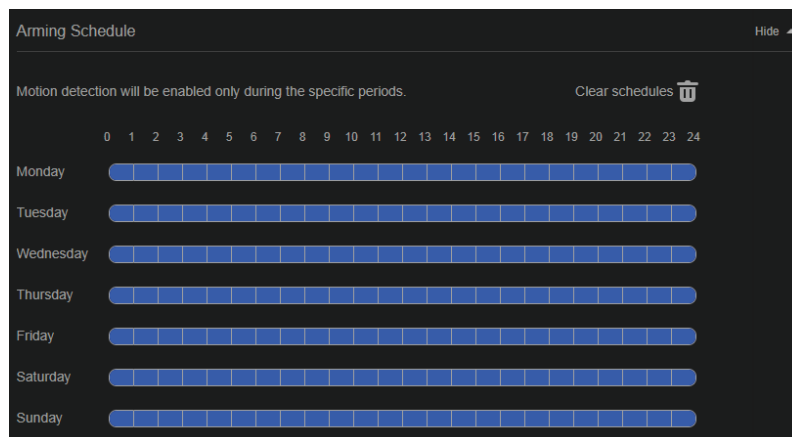 Arming Schedule Hide
Motion detection will be enabled only during the specific periods. Clear schedules
0 1 2 3 4 5 6 7 8 9 10 11 12 13 14 15 16 17 18 19 20 21 22 23 24
Monday
Tuesday
Wednesday
Thursday
Friday
Saturday
Sunday